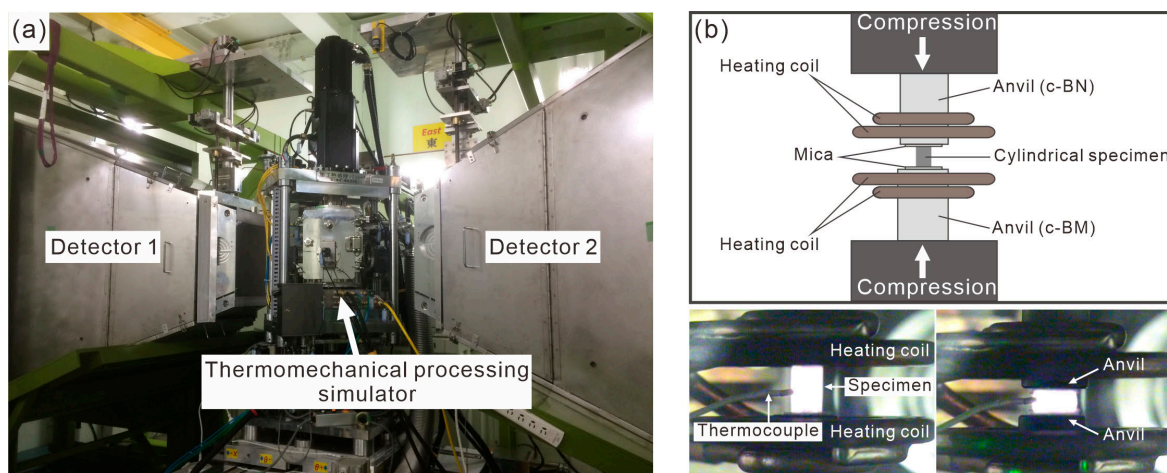 (a)
East
東
Detector 1
Detector 2
Thermomechanical processing
simulator
(b)
Compression
Heating coil
Anvil (c-BN)
Mica
Cylindrical specimen
Heating coil
Anvil (c-BM)
Compression
Heating coil
Specimen
Thermocouple
Heating coil
Anvil
Anvil